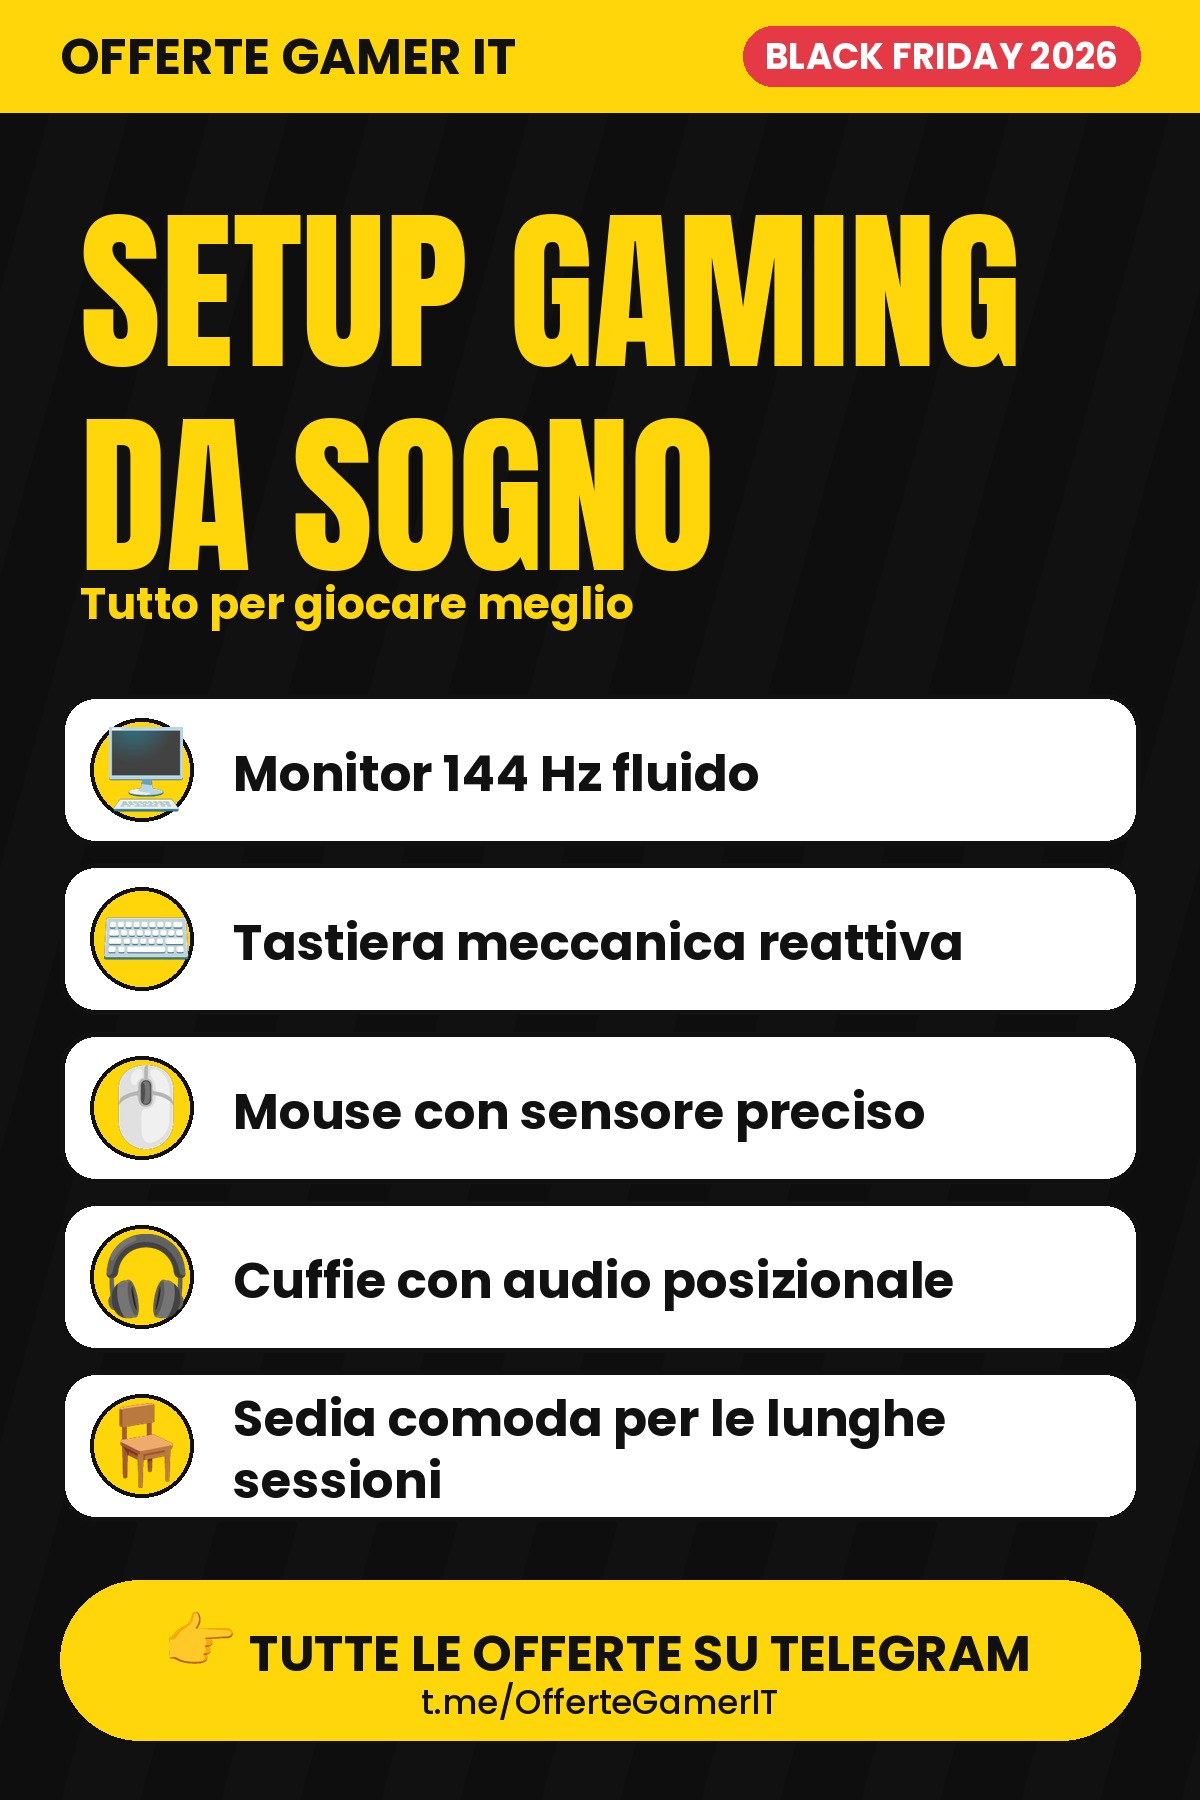 OFFERTE GAMER IT
BLACK FRIDAY 2026
SETUP GAMING
DA SOGNO
Tutto per giocare meglio
Monitor 144 Hz fluido
Tastiera meccanica reattiva
Mouse con sensore preciso
Cuffie con audio posizionale
Sedia comoda per le lunghe
sessioni
TUTTE LE OFFERTE SU TELEGRAM
t.me/OfferteGamerIT